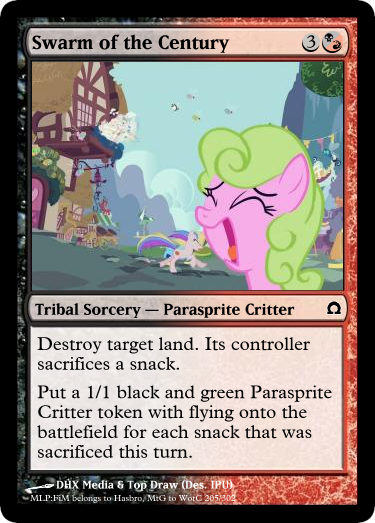 Swarm of the Century 3
Tribal Sorcery — Parasprite Critter Ω
Destroy target land. Its controller
sacrifices a snack.
Put a 1/1 black and green Parasprite
Critter token with flying onto the
battlefield for each snack that was
sacrificed this turn.
DHX Media & Top Draw (Des. IPU)
MLP:FiM belongs to Hasbro, MtG to WotC 205/302